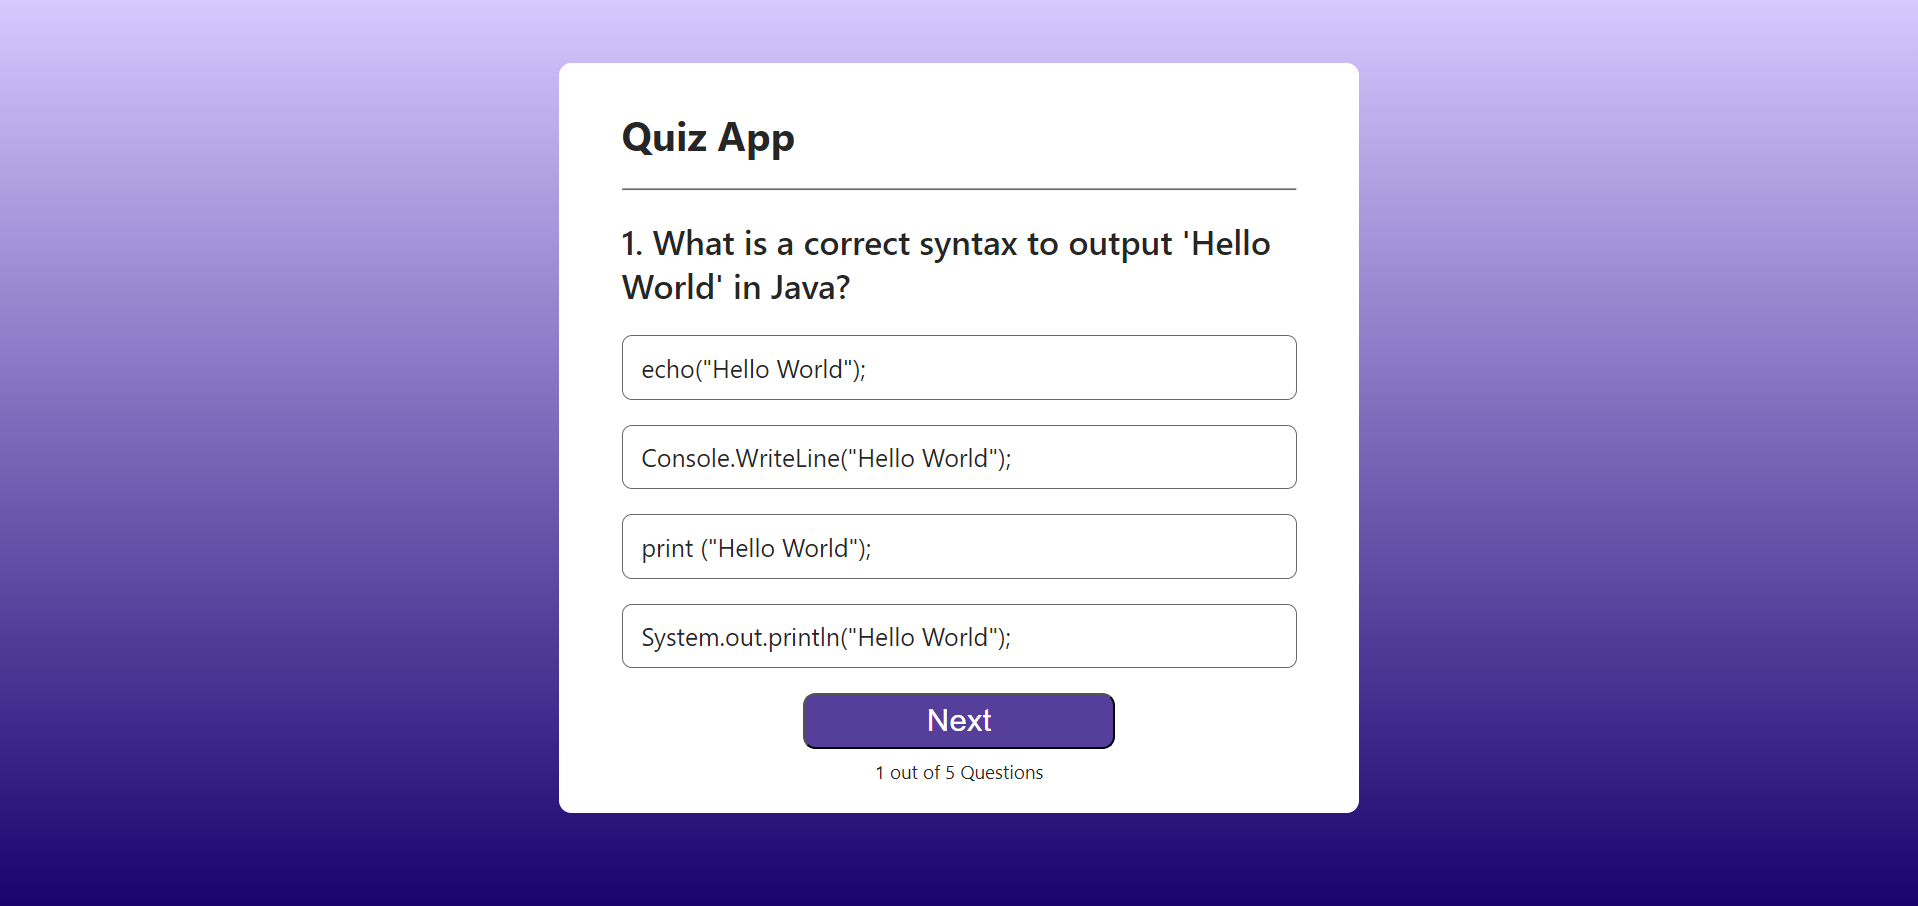 Quiz App
1. What is a correct syntax to output 'Hello
World' in Java?
echo("Hello World");
Console.WriteLine("Hello World");
print ("Hello World");
System.out.println("Hello World");
Next
1 out of 5 Questions